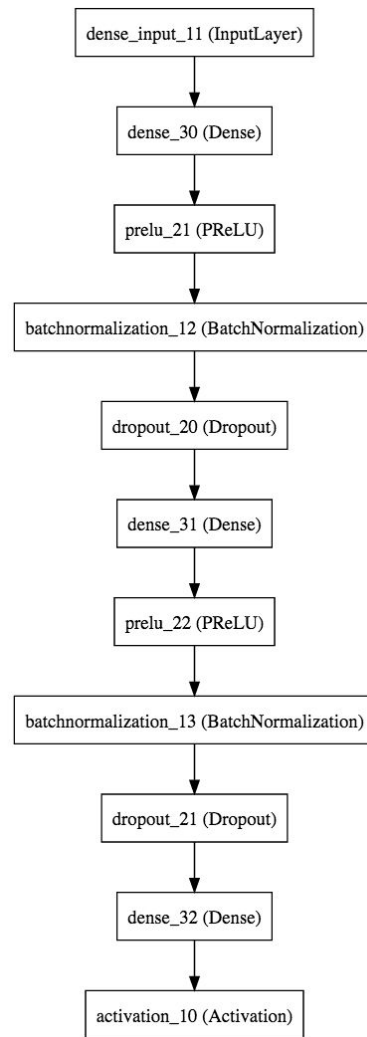 dense_input_11 (InputLayer)
dense_30 (Dense)
prelu_21 (PReLU)
batchnormalization_12 (BatchNormalization)
dropout_20 (Dropout)
dense_31 (Dense)
prelu_22 (PReLU)
batchnormalization_13 (BatchNormalization)
dropout_21 (Dropout)
dense_32 (Dense)
activation_10 (Activation)